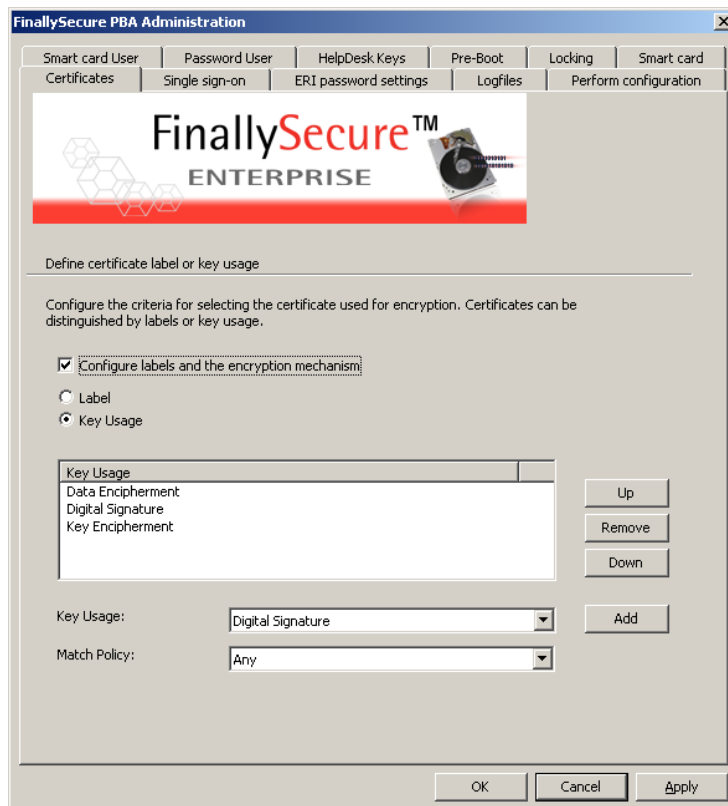 FinallySecure PBA Administration
Smart card User Password User HelpDesk Keys Pre-Boot Locking Smart card
Certificates Single sign-on ERI password settings Logfiles Perform configuration
FinallySecure™
ENTERPRISE
010101010101
101010101010
Define certificate label or key usage
Configure the criteria for selecting the certificate used for encryption. Certificates can be
distinguished by labels or key usage.
Configure labels and the encryption mechanism
Label
Key Usage
Key Usage
Data Encipherment
Digital Signature
Key Encipherment
Up
Remove
Down
Key Usage: Digital Signature Add
Match Policy: Any
OK Cancel Apply